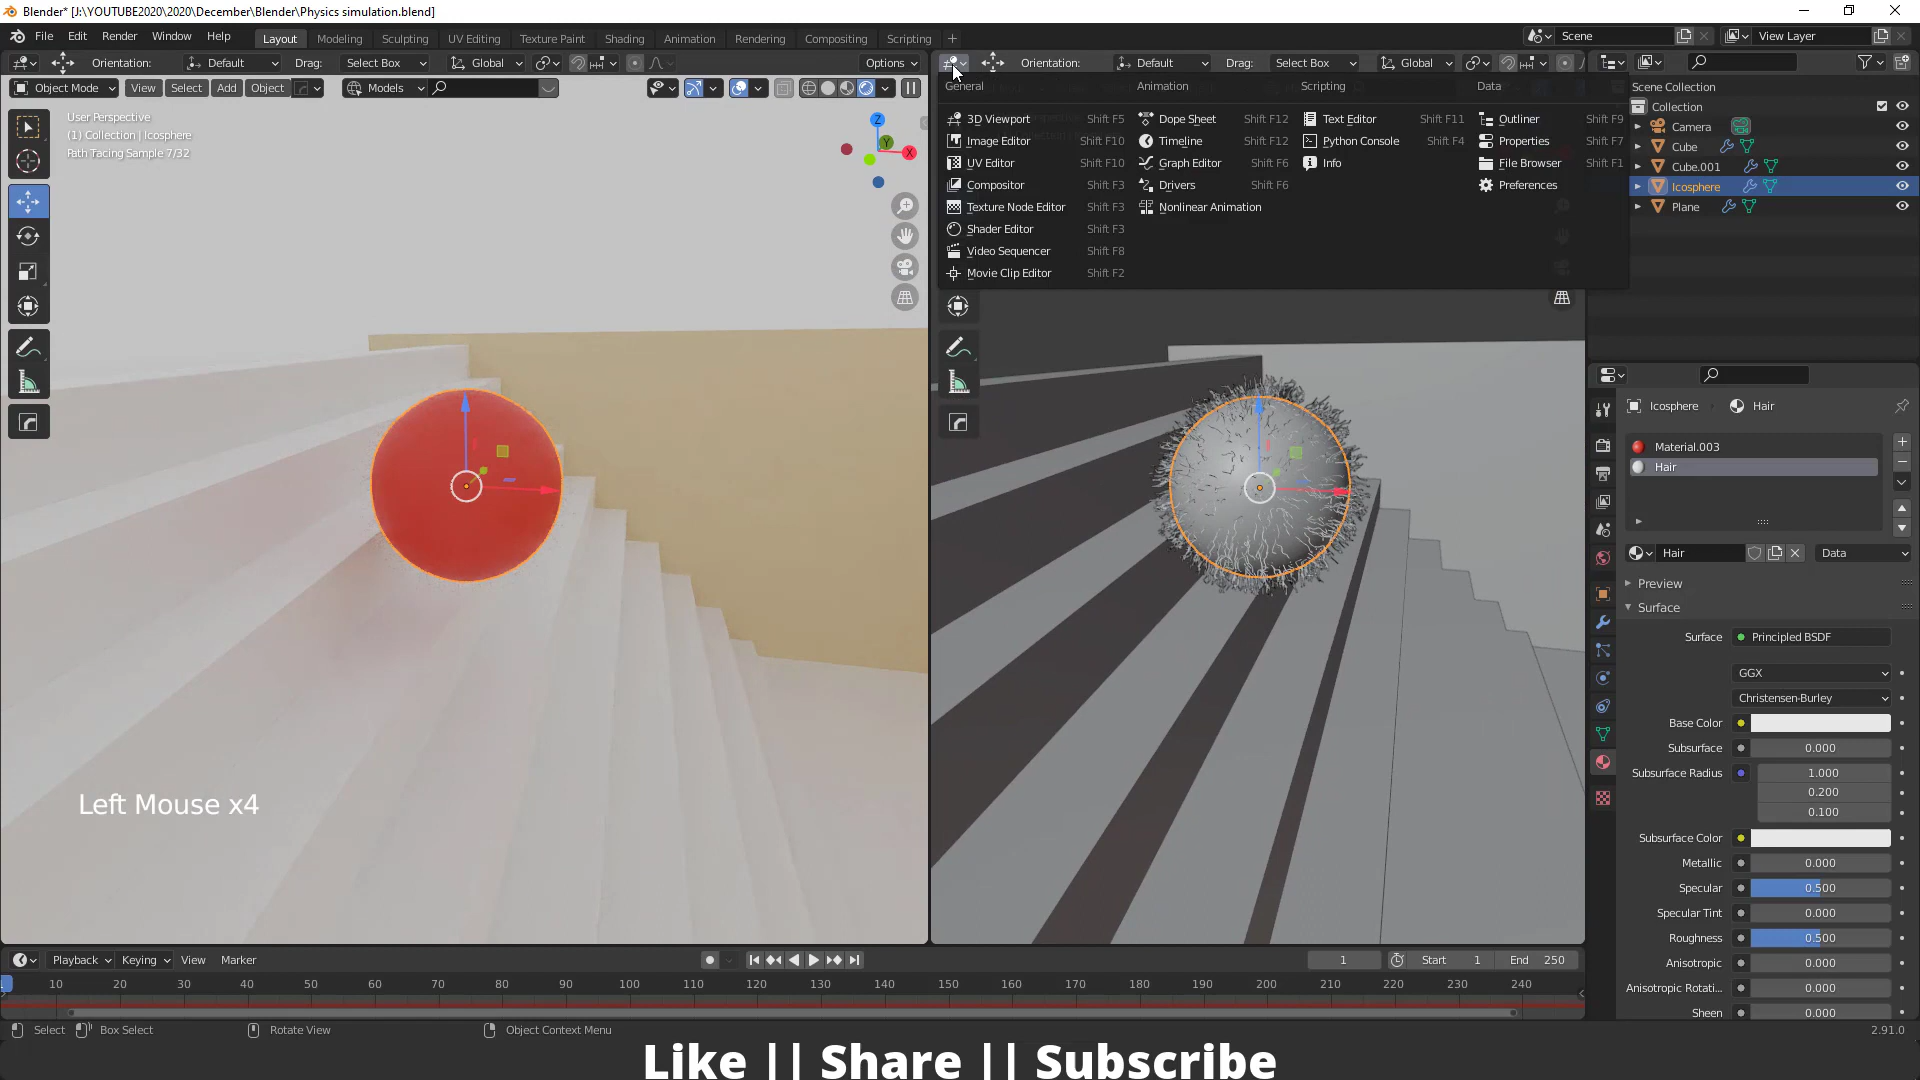 Blender* [J:\YOUTUBE2020\2020\December\Blender\Physics simulation.blend]
File Edit Render Window Help Layout Modeling Sculpting UV Editing Texture Paint Shading Animation Rendering Compositing Scripting + Scene View Layer
Orientation: Default Drag: Select Box Global Options
Orientation: Default Drag: Select Box Global
Object Mode View Select Add Object Models
User Perspective
(1) Collection | Icosphere
Path Tacing Sample 7/32
General Animation Scripting Data
3D Viewport Shift F5 Dope Sheet Shift F12 Text Editor Shift F11 Outliner Shift F9
Image Editor Shift F10 Timeline Shift F12 Python Console Shift F4 Properties Shift F7
UV Editor Shift F10 Graph Editor Shift F6 Info File Browser Shift F1
Compositor Shift F3 Drivers Shift F6 Preferences
Texture Node Editor Shift F3 Nonlinear Animation
Shader Editor Shift F3
Video Sequencer Shift F8
Movie Clip Editor Shift F2
Z
Y
X
Scene Collection
Collection
Camera
Cube
Cube.001
Icosphere
Plane
Icosphere Hair
Material.003
Hair
Hair Data
Preview
Surface
Surface Principled BSDF
GGX
Christensen-Burley
Base Color
Subsurface 0.000
Subsurface Radius 1.000
0.200
0.100
Subsurface Color
Metallic 0.000
Specular 0.500
Specular Tint 0.000
Roughness 0.500
Anisotropic 0.000
Anisotropic Rotati... 0.000
Sheen 0.000
Left Mouse x4
Playback Keying View Marker 1 Start 1 End 250
1 10 20 30 40 50 60 70 80 90 100 110 120 130 140 150 160 170 180 190 200 210 220 230 240
Select Box Select Rotate View Object Context Menu 2.91.0
Like || Share || Subscribe